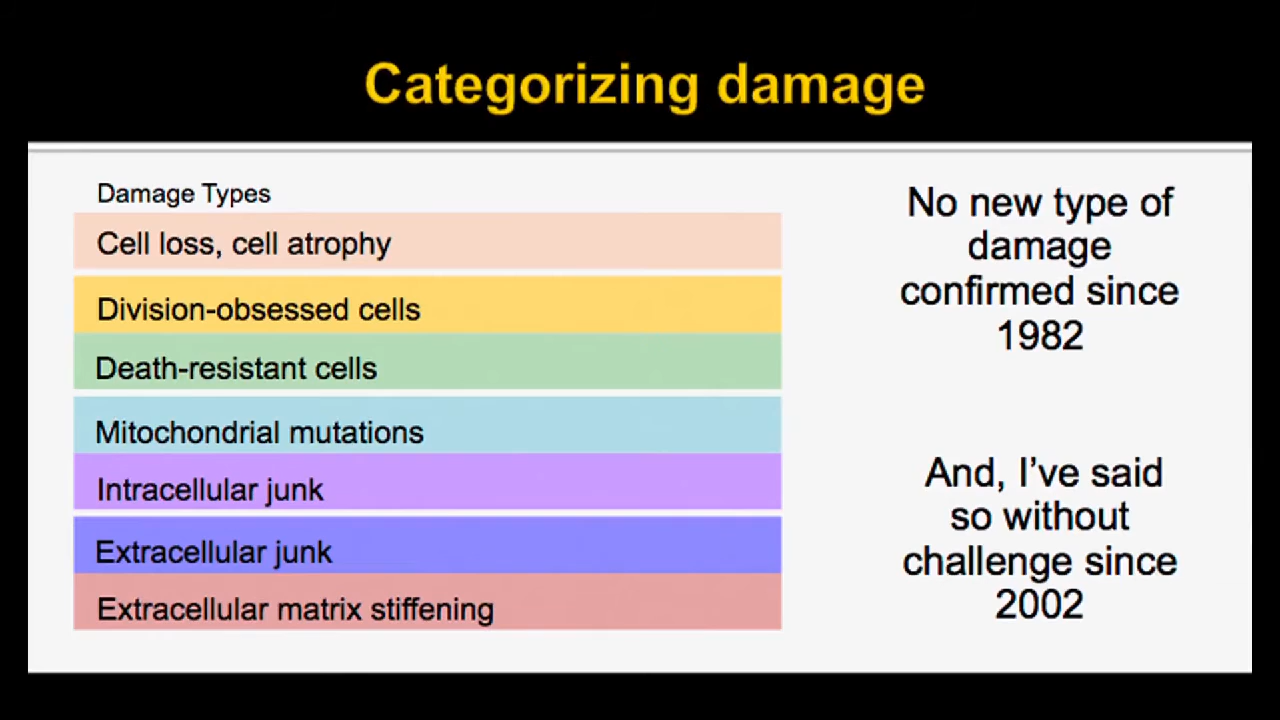 Categorizing damage
Damage Types
Cell loss, cell atrophy
Division-obsessed cells
Death-resistant cells
Mitochondrial mutations
Intracellular junk
Extracellular junk
Extracellular matrix stiffening
No new type of
damage
confirmed since
1982
And, I’ve said
so without
challenge since
2002